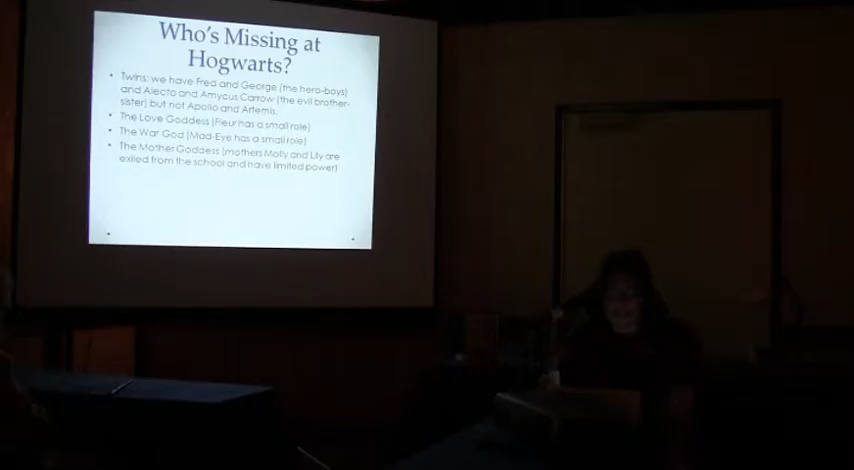 Who's Missing at
Hogwarts?
• Twins: we have Fred and George (the hero-boys)
and Alecto and Amycus Carrow (the evil brother-
sister) but not Apollo and Artemis.
• The Love Goddess (Fleur has a small role)
• The War God (Mad-Eye has a small role)
• The Mother Goddess (mothers Molly and Lily are
exiled from the school and have limited power)